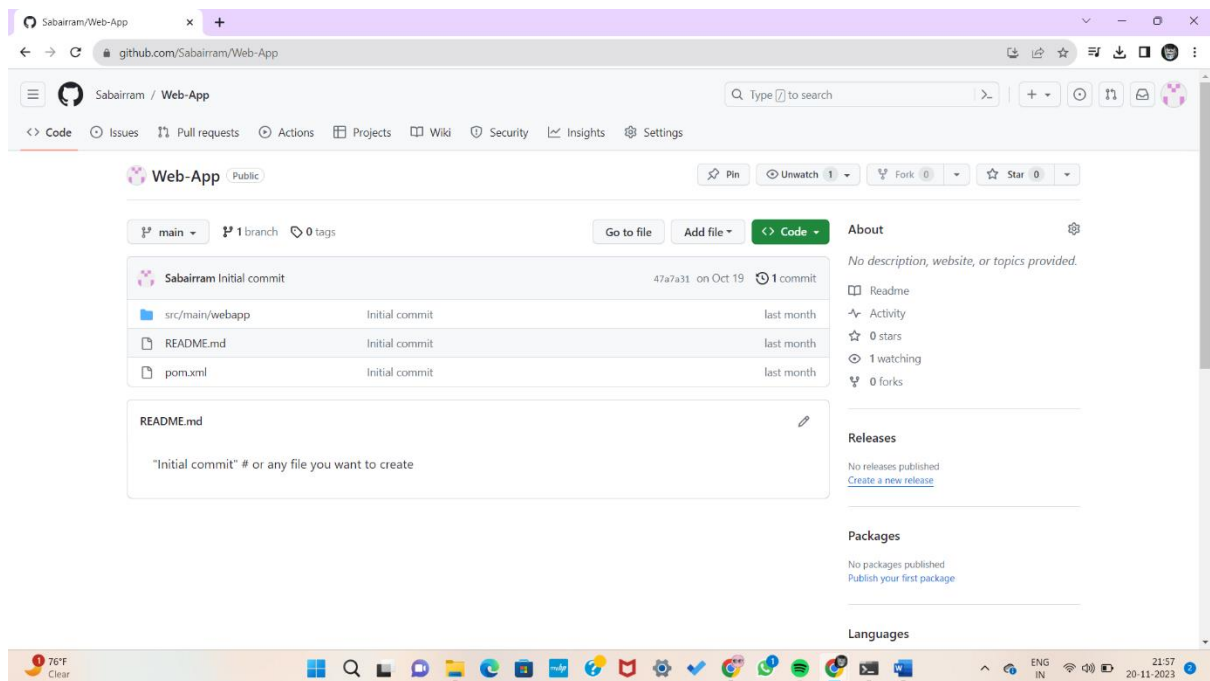 Sabairram/Web-App
github.com/Sabairram/Web-App
Sabairram / Web-App
Type / to search
<> Code Issues Pull requests Actions Projects Wiki Security Insights Settings
Web-App Public
Pin Unwatch 1 Fork 0 Star 0
main 1 branch 0 tags Go to file Add file <> Code
Sabairram Initial commit 47a7a31 on Oct 19 1 commit
src/main/webapp Initial commit last month
README.md Initial commit last month
pom.xml Initial commit last month
README.md
"Initial commit" # or any file you want to create
About
No description, website, or topics provided.
Readme
Activity
0 stars
1 watching
0 forks
Releases
No releases published
Create a new release
Packages
No packages published
Publish your first package
Languages
1 76°F
Clear
ENG
IN
21:57
20-11-2023
2